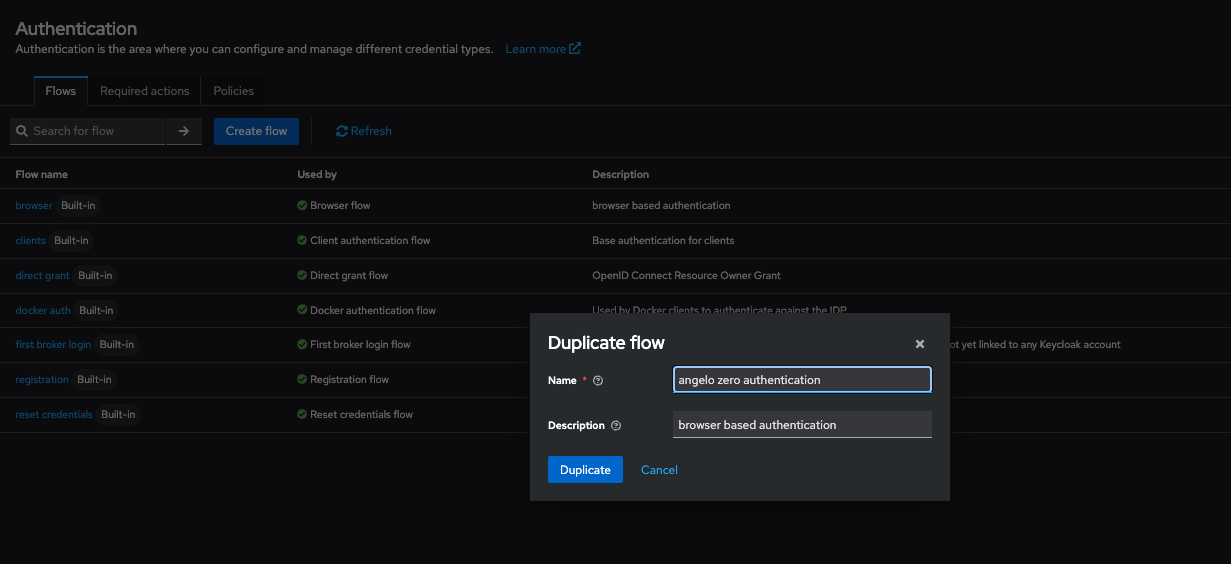 Authentication
Authentication is the area where you can configure and manage different credential types. Learn more
Flows Required actions Policies
Search for flow Create flow Refresh
Flow name Used by Description
browser Built-in Browser flow browser based authentication
clients Built-in Client authentication flow Base authentication for clients
direct grant Built-in Direct grant flow OpenID Connect Resource Owner Grant
docker auth Built-in Docker authentication flow Used by Docker clients to authenticate against the IDP
first broker login Built-in First broker login flow yet linked to any Keycloak account
registration Built-in Registration flow
reset credentials Built-in Reset credentials flow
Duplicate flow
Name * angelo zero authentication
Description browser based authentication
Duplicate Cancel